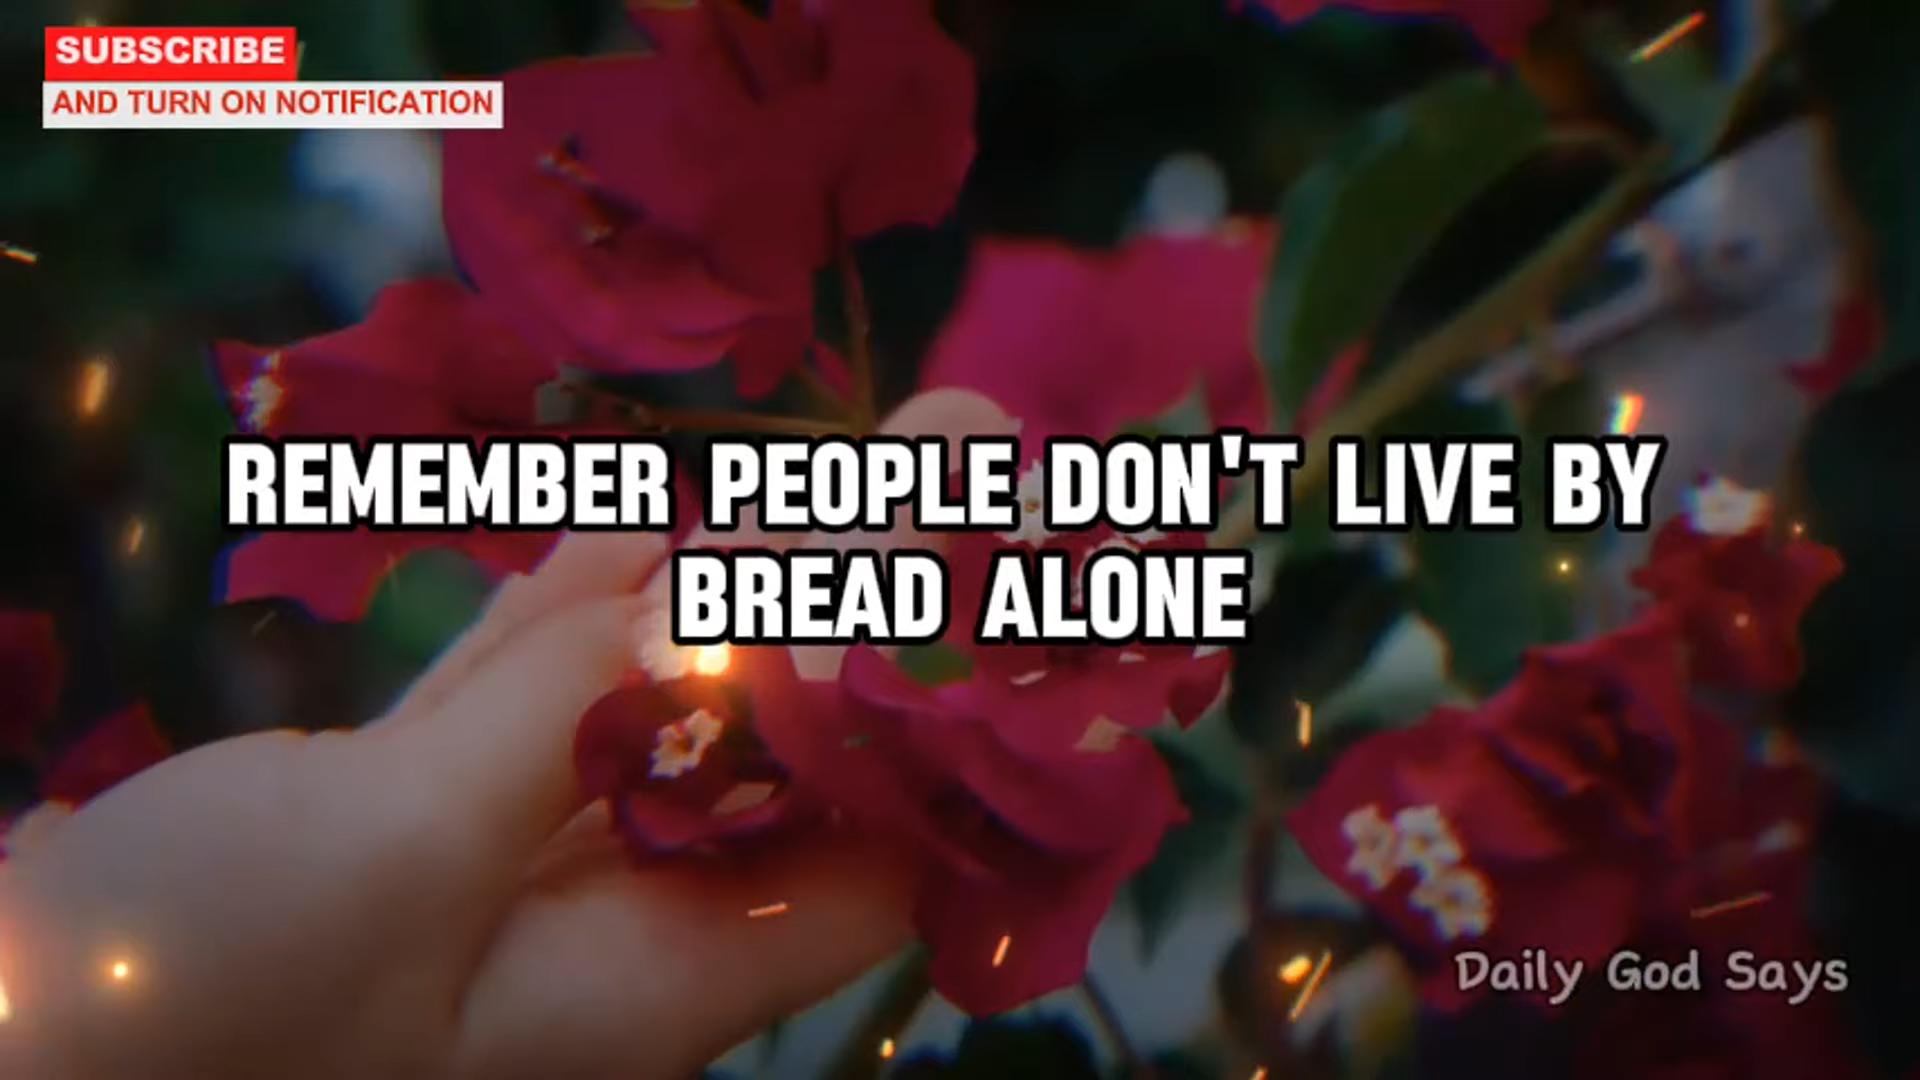 SUBSCRIBE
AND TURN ON NOTIFICATION
REMEMBER PEOPLE DON'T LIVE BY
BREAD ALONE
Daily God Says